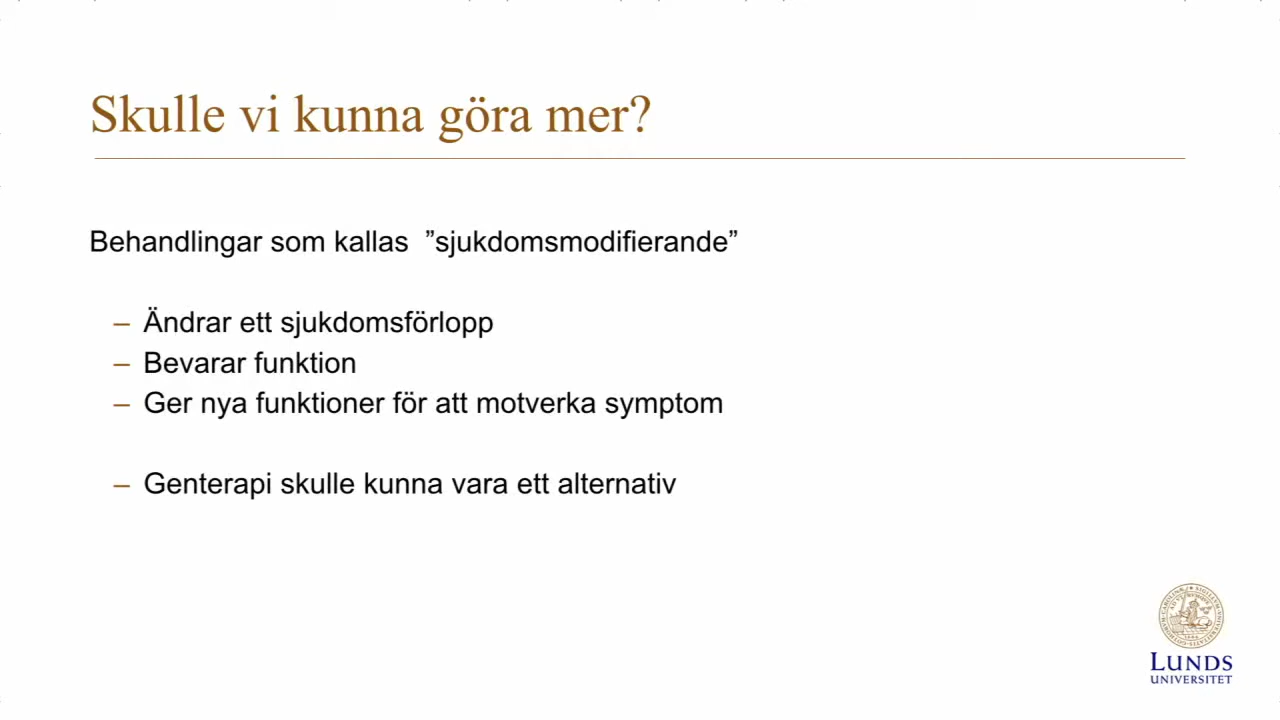 Skulle vi kunna göra mer?
Behandlingar som kallas ”sjukdomsmodifierande”
– Ändrar ett sjukdomsförlopp
– Bevarar funktion
– Ger nya funktioner för att motverka symptom
– Genterapi skulle kunna vara ett alternativ
LUNDS
UNIVERSITET